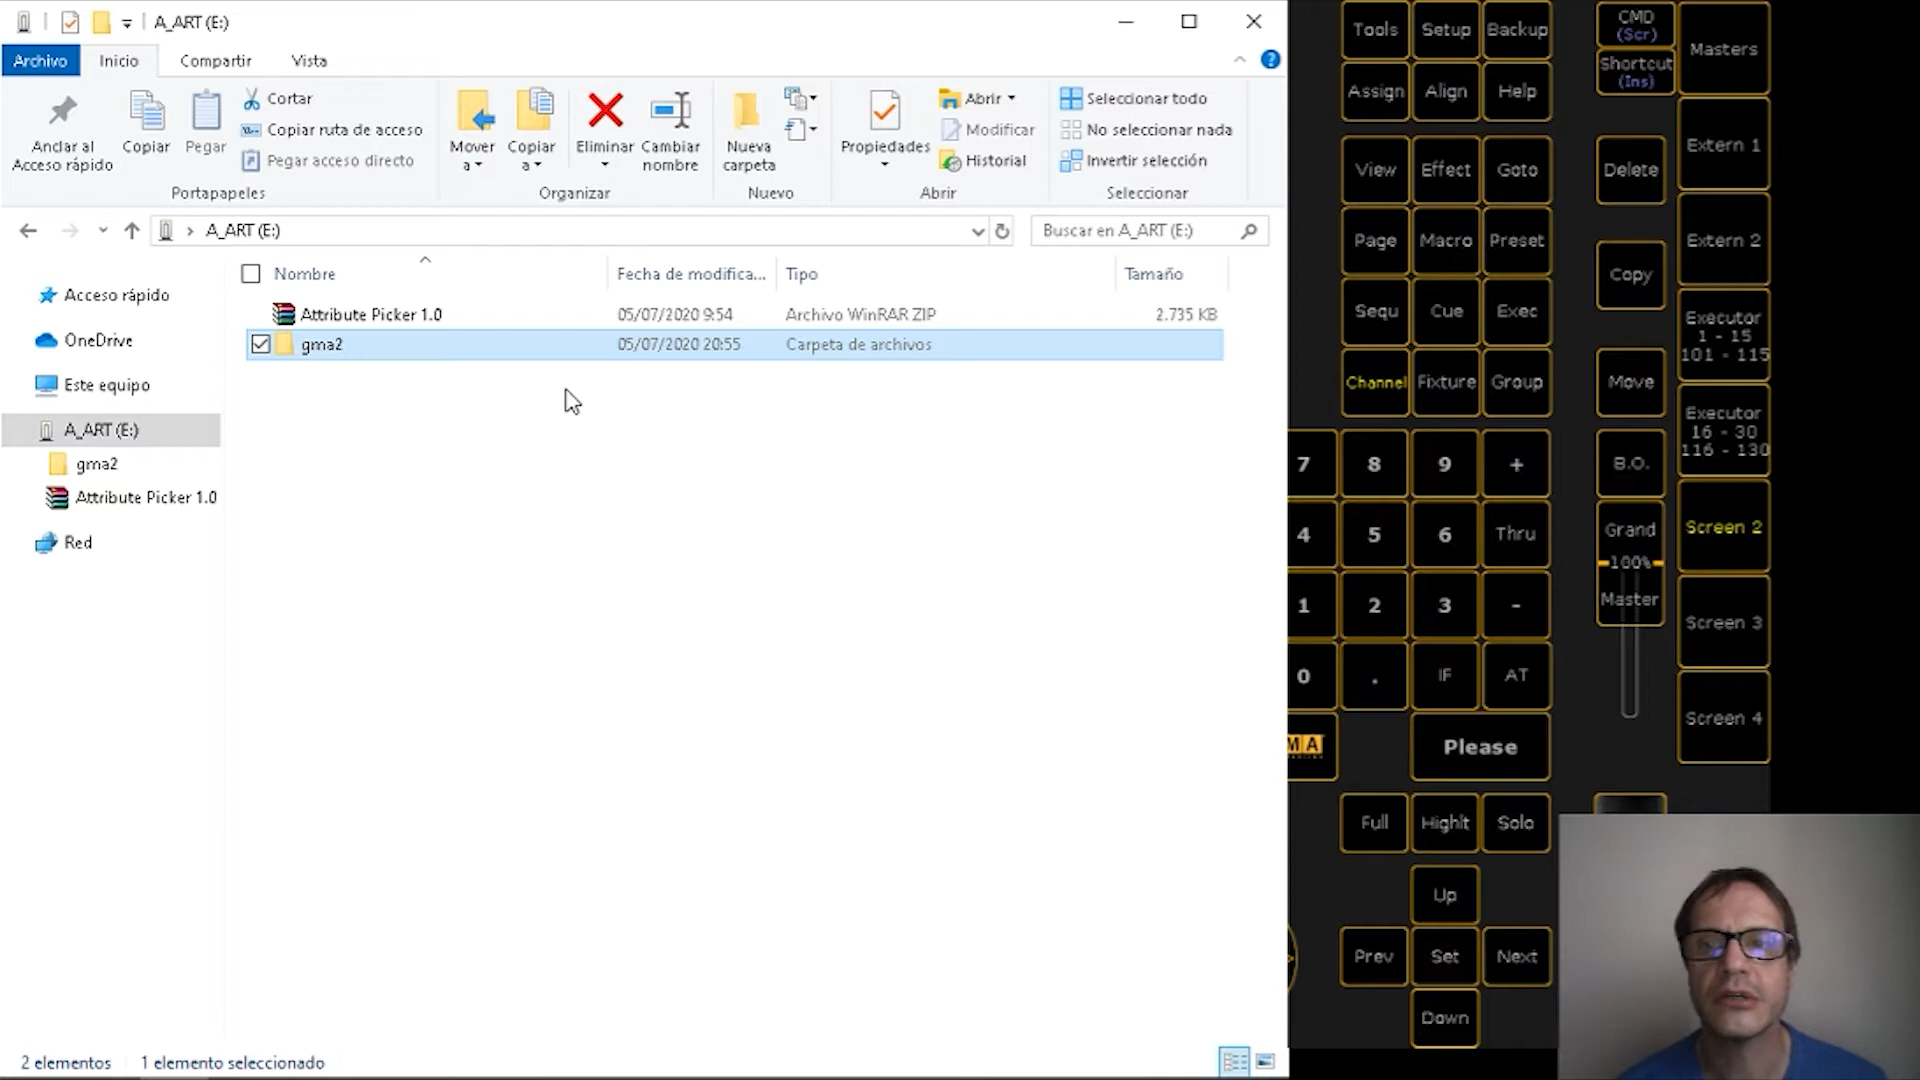 A_ART (E:)
Archivo
Inicio
Compartir
Vista
Anclar al
Acceso rápido
Copiar
Pegar
Cortar
Copiar ruta de acceso
Pegar acceso directo
Portapapeles
Mover
a
Copiar
a
Eliminar
Cambiar
nombre
Organizar
Nueva
carpeta
Nuevo
Propiedades
Abrir
Modificar
Historial
Abrir
Seleccionar todo
No seleccionar nada
Invertir selección
Seleccionar
A_ART (E:)
Buscar en A_ART (E:)
Acceso rápido
OneDrive
Este equipo
A_ART (E:)
gma2
Attribute Picker 1.0
Red
Nombre
Fecha de modifica...
Tipo
Tamaño
Attribute Picker 1.0 05/07/2020 9:54 Archivo WinRAR ZIP 2.735 KB
gma2 05/07/2020 20:55 Carpeta de archivos
2 elementos 1 elemento seleccionado
Tools Setup Backup
Assign Align Help
View Effect Goto
Page Macro Preset
Sequ Cue Exec
Channel Fixture Group
7 8 9 +
4 5 6 Thru
1 2 3 -
0 . IF AT
MA
Please
Full Highlt Solo
Up
Prev Set Next
Down
CMD
(Scr)
Shortcut
(Ins)
Delete
Copy
Move
B.O.
Grand
100%
Master
Masters
Extern 1
Extern 2
Executor
1 - 15
101 - 115
Executor
16 - 30
116 - 130
Screen 2
Screen 3
Screen 4